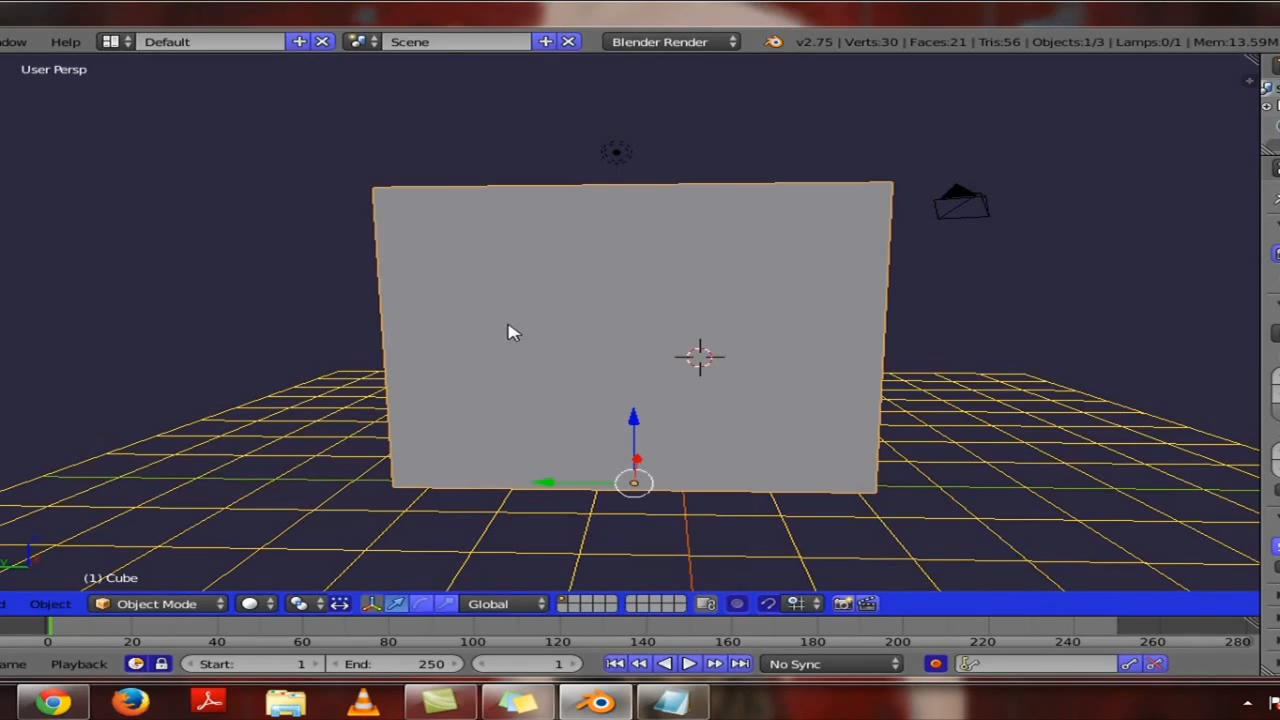 dow Help Default Scene Blender Render v2.75 | Verts:30 | Faces:21 | Tris:56 | Objects:1/3 | Lamps:0/1 | Mem:13.59M
User Persp
(1) Cube
Object Object Mode Global
0 20 40 60 80 100 120 140 160 180 200 220 240 260 280
ame Playback Start: 1 End: 250 1 No Sync